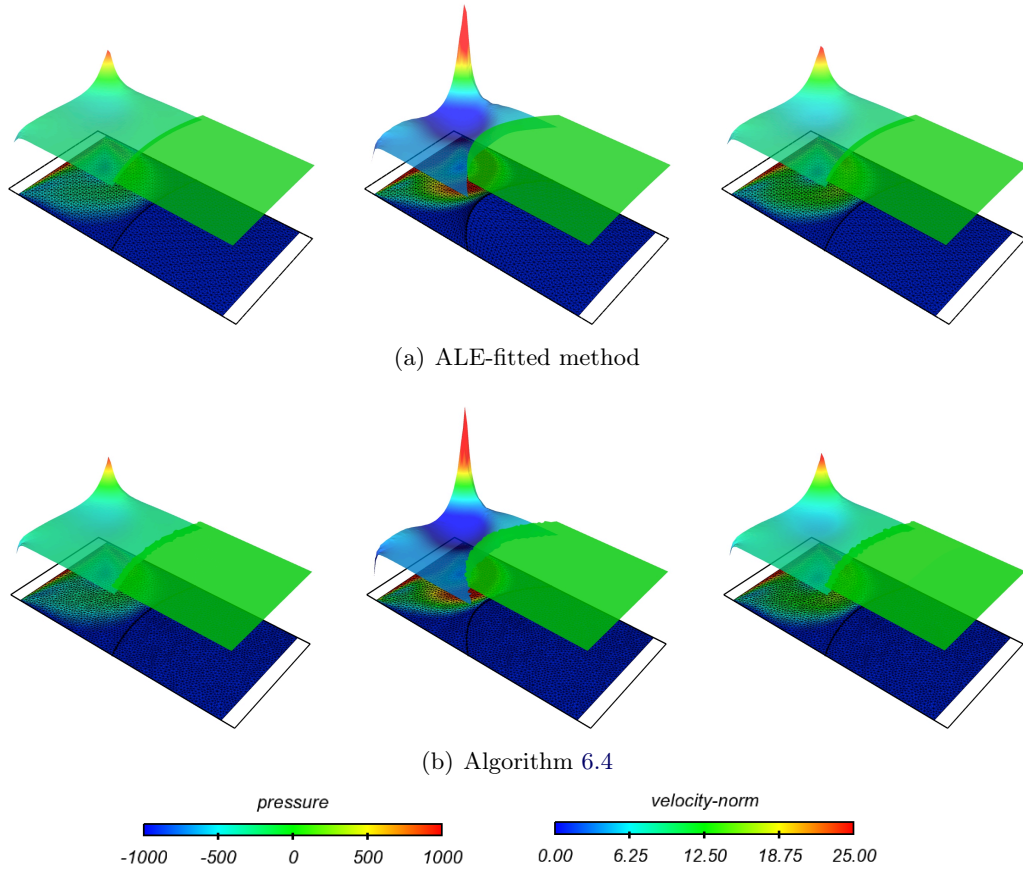 (a) ALE-fitted method
(b) Algorithm 6.4
pressure
-1000 -500 0 500 1000
velocity-norm
0.00 6.25 12.50 18.75 25.00